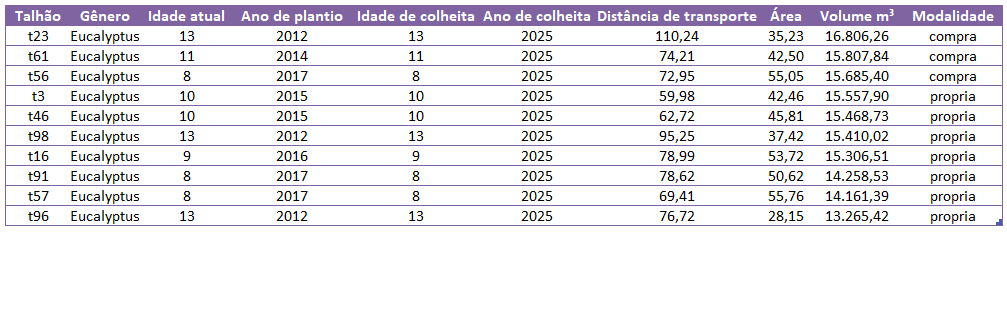 Talhão Gênero Idade atual Ano de plantio Idade de colheita Ano de colheita Distância de transporte Área Volume m³ Modalidade
t23 Eucalyptus 13 2012 13 2025 110,24 35,23 16.806,26 compra
t61 Eucalyptus 11 2014 11 2025 74,21 42,50 15.807,84 compra
t56 Eucalyptus 8 2017 8 2025 72,95 55,05 15.685,40 compra
t3 Eucalyptus 10 2015 10 2025 59,98 42,46 15.557,90 propria
t46 Eucalyptus 10 2015 10 2025 62,72 45,81 15.468,73 propria
t98 Eucalyptus 13 2012 13 2025 95,25 37,42 15.410,02 propria
t16 Eucalyptus 9 2016 9 2025 78,99 53,72 15.306,51 propria
t91 Eucalyptus 8 2017 8 2025 78,62 50,62 14.258,53 propria
t57 Eucalyptus 8 2017 8 2025 69,41 55,76 14.161,39 propria
t96 Eucalyptus 13 2012 13 2025 76,72 28,15 13.265,42 propria